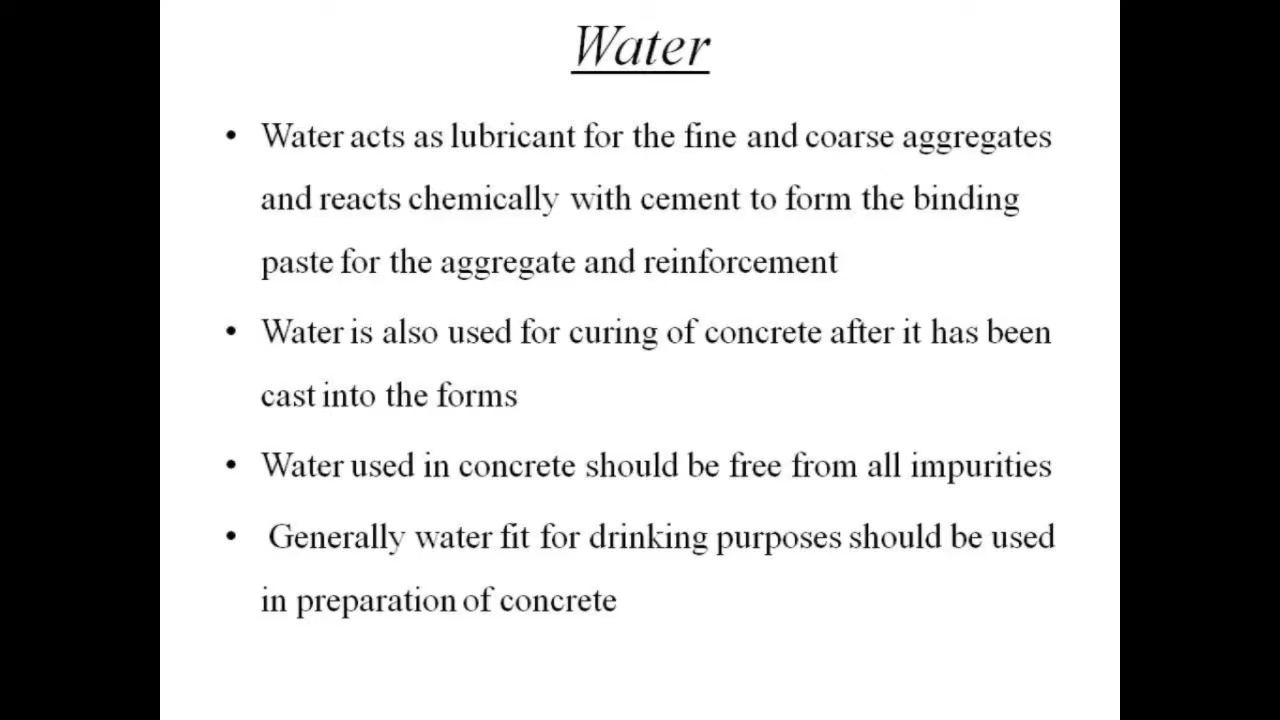 Water
• Water acts as lubricant for the fine and coarse aggregates
and reacts chemically with cement to form the binding
paste for the aggregate and reinforcement
• Water is also used for curing of concrete after it has been
cast into the forms
• Water used in concrete should be free from all impurities
• Generally water fit for drinking purposes should be used
in preparation of concrete